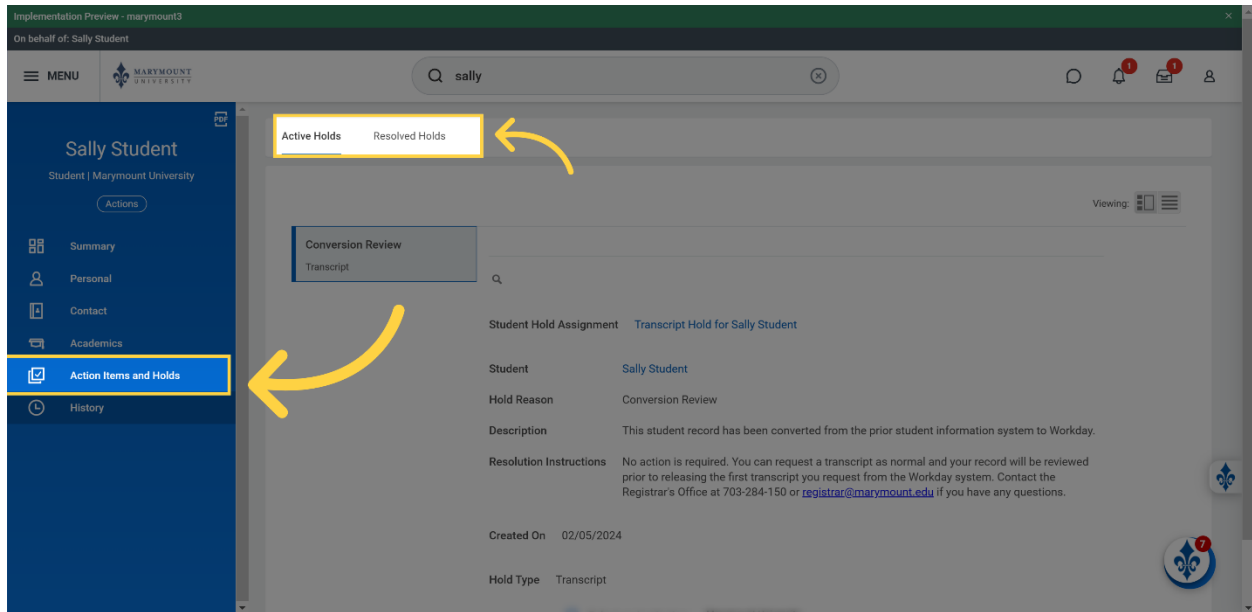 Implementation Preview - marymount3
On behalf of: Sally Student
MENU
MARYMOUNT
UNIVERSITY
sally
1
1
PDF
Sally Student
Student | Marymount University
Actions
Summary
Personal
Contact
Academics
Action Items and Holds
History
Active Holds Resolved Holds
Viewing:
Conversion Review
Transcript
Student Hold Assignment Transcript Hold for Sally Student
Student Sally Student
Hold Reason Conversion Review
Description This student record has been converted from the prior student information system to Workday.
Resolution Instructions No action is required. You can request a transcript as normal and your record will be reviewed
prior to releasing the first transcript you request from the Workday system. Contact the
Registrar's Office at 703-284-150 or registrar@marymount.edu if you have any questions.
Created On 02/05/2024
7
Hold Type Transcript